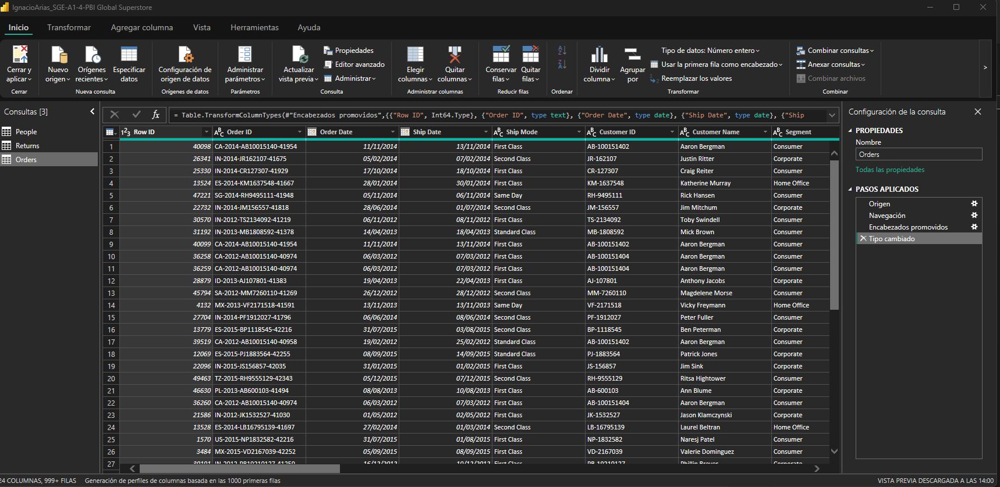 IgnacioArias_SGE-A1-4-PBI Global Superstore
Inicio Transformar Agregar columna Vista Herramientas Ayuda
Cerrar y aplicar
Cerrar
Nuevo origen Orígenes recientes Especificar datos
Nueva consulta
Configuración de origen de datos
Orígenes de datos
Administrar parámetros
Parámetros
Actualizar vista previa
Propiedades
Editor avanzado
Administrar
Consulta
Elegir columnas Quitar columnas
Administrar columnas
Conservar filas Quitar filas
Reducir filas
Ordenar
Dividir columna Agrupar por
Tipo de datos: Número entero
Usar la primera fila como encabezado
Reemplazar los valores
Transformar
Combinar consultas
Anexar consultas
Combinar archivos
Combinar
Consultas [3]
People
Returns
Orders
= Table.TransformColumnTypes(#"Encabezados promovidos",{{"Row ID", Int64.Type}, {"Order ID", type text}, {"Order Date", type date}, {"Ship Date", type date}, {"Ship
Row ID Order ID Order Date Ship Date Ship Mode Customer ID Customer Name Segment
1 40098 CA-2014-AB10015140-41954 11/11/2014 13/11/2014 First Class AB-100151402 Aaron Bergman Consumer
2 26341 IN-2014-JR162107-41675 05/02/2014 07/02/2014 Second Class JR-162107 Justin Ritter Corporate
3 25330 IN-2014-CR127307-41929 17/10/2014 18/10/2014 First Class CR-127307 Craig Reiter Consumer
4 13524 ES-2014-KM1637548-41667 28/01/2014 30/01/2014 First Class KM-1637548 Katherine Murray Home Office
5 47221 SG-2014-RH9495111-41948 05/11/2014 06/11/2014 Same Day RH-9495111 Rick Hansen Consumer
6 22732 IN-2014-JM156557-41818 28/06/2014 01/07/2014 Second Class JM-156557 Jim Mitchum Corporate
7 30570 IN-2012-TS2134092-41219 06/11/2012 08/11/2012 First Class TS-2134092 Toby Swindell Consumer
8 31192 IN-2013-MB1808592-41378 14/04/2013 18/04/2013 Standard Class MB-1808592 Mick Brown Consumer
9 40099 CA-2014-AB10015140-41954 11/11/2014 13/11/2014 First Class AB-100151402 Aaron Bergman Consumer
10 36258 CA-2012-AB10015140-40974 06/03/2012 07/03/2012 First Class AB-100151404 Aaron Bergman Consumer
11 36259 CA-2012-AB10015140-40974 06/03/2012 07/03/2012 First Class AB-100151404 Aaron Bergman Consumer
12 28879 ID-2013-AJ107801-41383 19/04/2013 22/04/2013 First Class AJ-107801 Anthony Jacobs Corporate
13 45794 SA-2012-MM7260110-41269 26/12/2012 28/12/2012 Second Class MM-7260110 Magdelene Morse Consumer
14 4132 MX-2013-VF2171518-41591 13/11/2013 13/11/2013 Same Day VF-2171518 Vicky Freymann Home Office
15 27704 IN-2014-PF1912027-41796 06/06/2014 08/06/2014 Second Class PF-1912027 Peter Fuller Consumer
16 13779 ES-2015-BP1118545-42216 31/07/2015 03/08/2015 Second Class BP-1118545 Ben Peterman Corporate
17 39519 CA-2012-AB10015140-40958 19/02/2012 25/02/2012 Standard Class AB-100151402 Aaron Bergman Consumer
18 12069 ES-2015-PJ1883564-42255 08/09/2015 14/09/2015 Standard Class PJ-1883564 Patrick Jones Corporate
19 22096 IN-2015-JS156857-42035 31/01/2015 01/02/2015 First Class JS-156857 Jim Sink Corporate
20 49463 TZ-2015-RH9555129-42343 05/12/2015 07/12/2015 Second Class RH-9555129 Ritsa Hightower Consumer
21 46630 PL-2013-AB600103-41494 08/08/2013 10/08/2013 First Class AB-600103 Ann Blume Corporate
22 36260 CA-2012-AB10015140-40974 06/03/2012 07/03/2012 First Class AB-100151404 Aaron Bergman Consumer
23 21586 IN-2012-JK1532527-41030 01/05/2012 02/05/2012 First Class JK-1532527 Jason Klamczynski Corporate
24 13528 ES-2014-LB16795139-41697 27/02/2014 01/03/2014 Second Class LB-16795139 Laurel Beltran Home Office
25 1570 US-2015-NP1832582-42216 31/07/2015 01/08/2015 First Class NP-1832582 Naresj Patel Consumer
26 3484 MX-2015-VD2167039-42252 05/09/2015 08/09/2015 First Class VD-2167039 Valerie Dominguez Consumer
27
Configuración de la consulta
PROPIEDADES
Nombre
Orders
Todas las propiedades
PASOS APLICADOS
Origen
Navegación
Encabezados promovidos
Tipo cambiado
24 COLUMNAS, 999+ FILAS Generación de perfiles de columnas basada en las 1000 primeras filas
VISTA PREVIA DESCARGADA A LAS 14:00